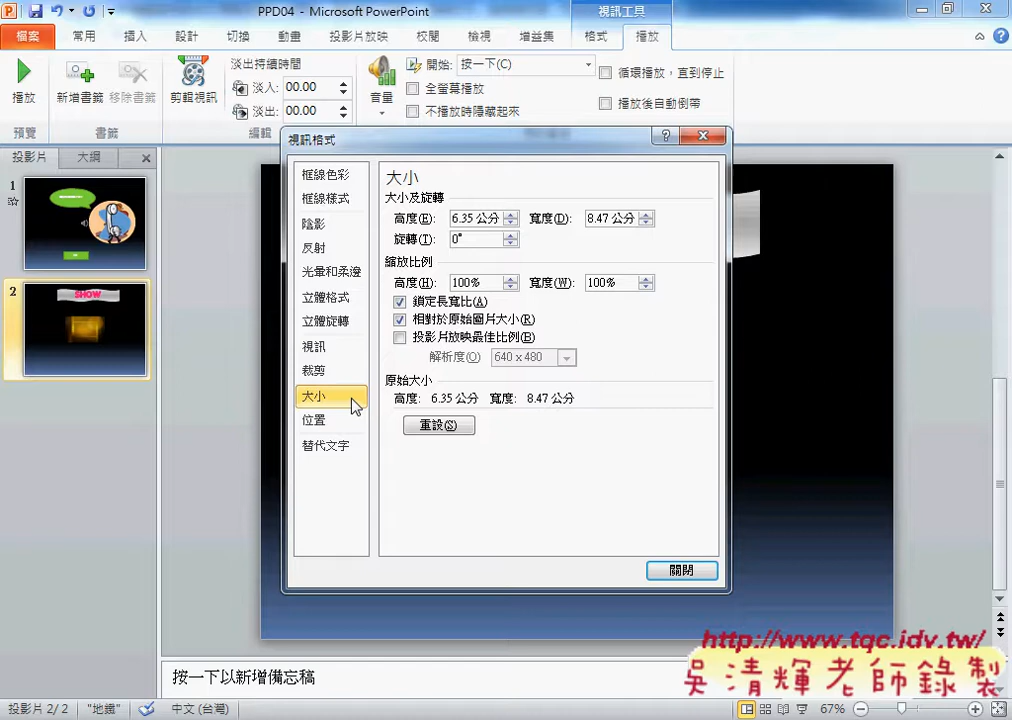 PPD04 - Microsoft PowerPoint
視訊工具
檔案 常用 插入 設計 切換 動畫 投影片放映 校閱 檢視 增益集 格式 播放
播放
預覽
新增書籤 移除書籤
書籤
剪輯視訊
淡出持續時間
淡入: 00.00
淡出: 00.00
編輯
音量
開始: 按一下(C)
全螢幕播放
不播放時隱藏起來
循環播放,直到停止
播放後自動倒帶
投影片 大綱
1
2
SHOW
視訊格式
框線色彩
框線樣式
陰影
反射
光暈和柔邊
立體格式
立體旋轉
視訊
裁剪
大小
位置
替代文字
大小
大小及旋轉
高度(E): 6.35 公分 寬度(D): 8.47 公分
旋轉(T): 0°
縮放比例
高度(H): 100% 寬度(W): 100%
鎖定長寬比(A)
相對於原始圖片大小(R)
投影片放映最佳比例(B)
解析度(O) 640 x 480
原始大小
高度: 6.35 公分 寬度: 8.47 公分
重設(S)
關閉
按一下以新增備忘稿
http://www.tqc.idv.tw/
吳清輝老師錄製
投影片 2/ 2 "地鐵" 中文 (台灣) 67%